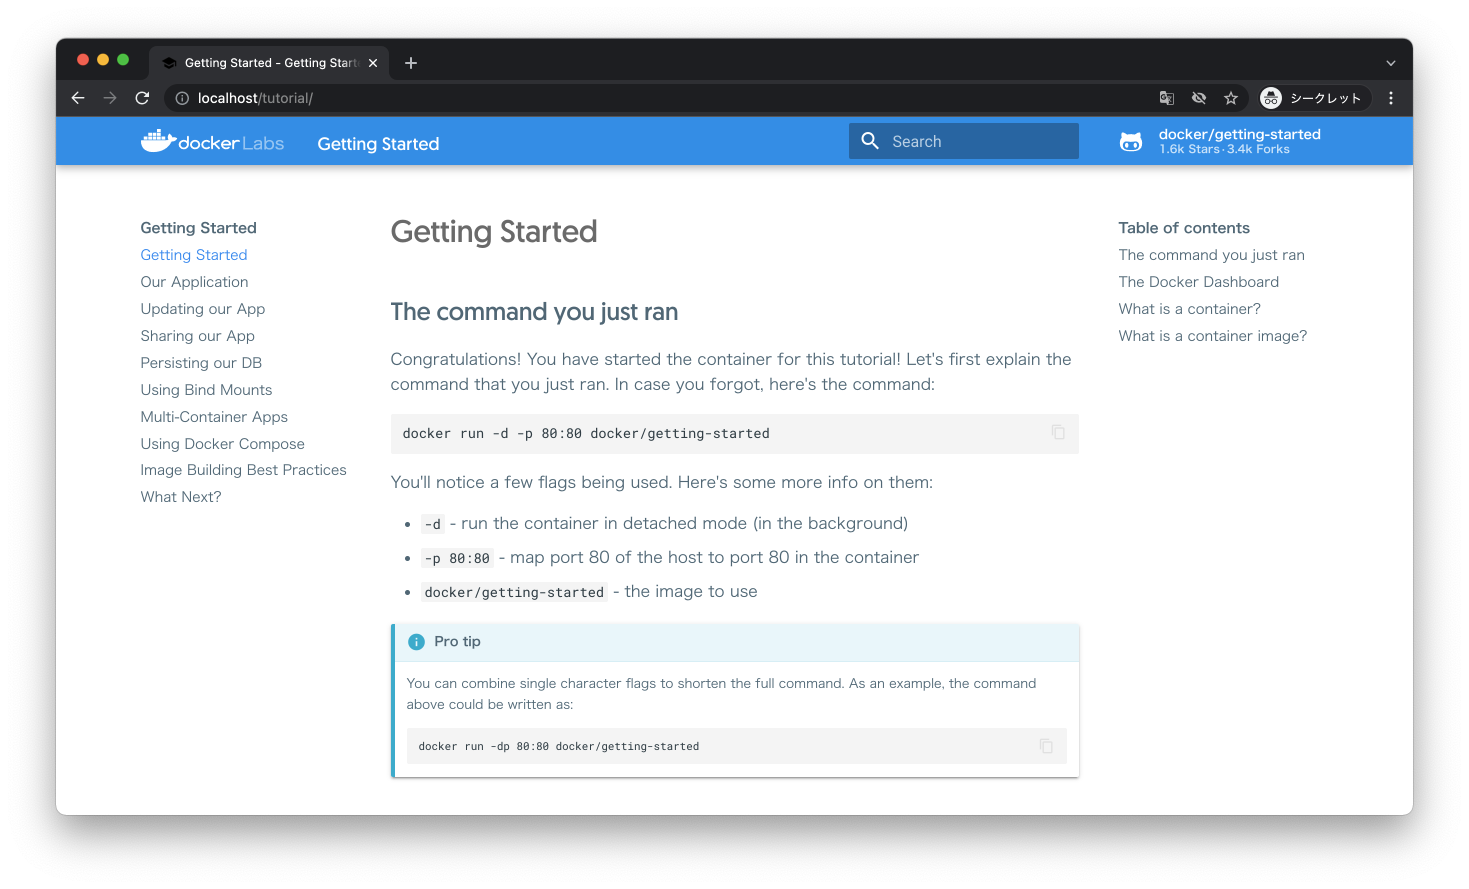 Getting Started - Getting Start
localhost/tutorial/
シークレット
docker Labs
Getting Started
Search
docker/getting-started
1.6k Stars · 3.4k Forks
Getting Started
Getting Started
Our Application
Updating our App
Sharing our App
Persisting our DB
Using Bind Mounts
Multi-Container Apps
Using Docker Compose
Image Building Best Practices
What Next?
Getting Started
The command you just ran
Congratulations! You have started the container for this tutorial! Let's first explain the
command that you just ran. In case you forgot, here's the command:
docker run -d -p 80:80 docker/getting-started
You'll notice a few flags being used. Here's some more info on them:
• -d - run the container in detached mode (in the background)
• -p 80:80 - map port 80 of the host to port 80 in the container
• docker/getting-started - the image to use
Pro tip
You can combine single character flags to shorten the full command. As an example, the command
above could be written as:
docker run -dp 80:80 docker/getting-started
Table of contents
The command you just ran
The Docker Dashboard
What is a container?
What is a container image?